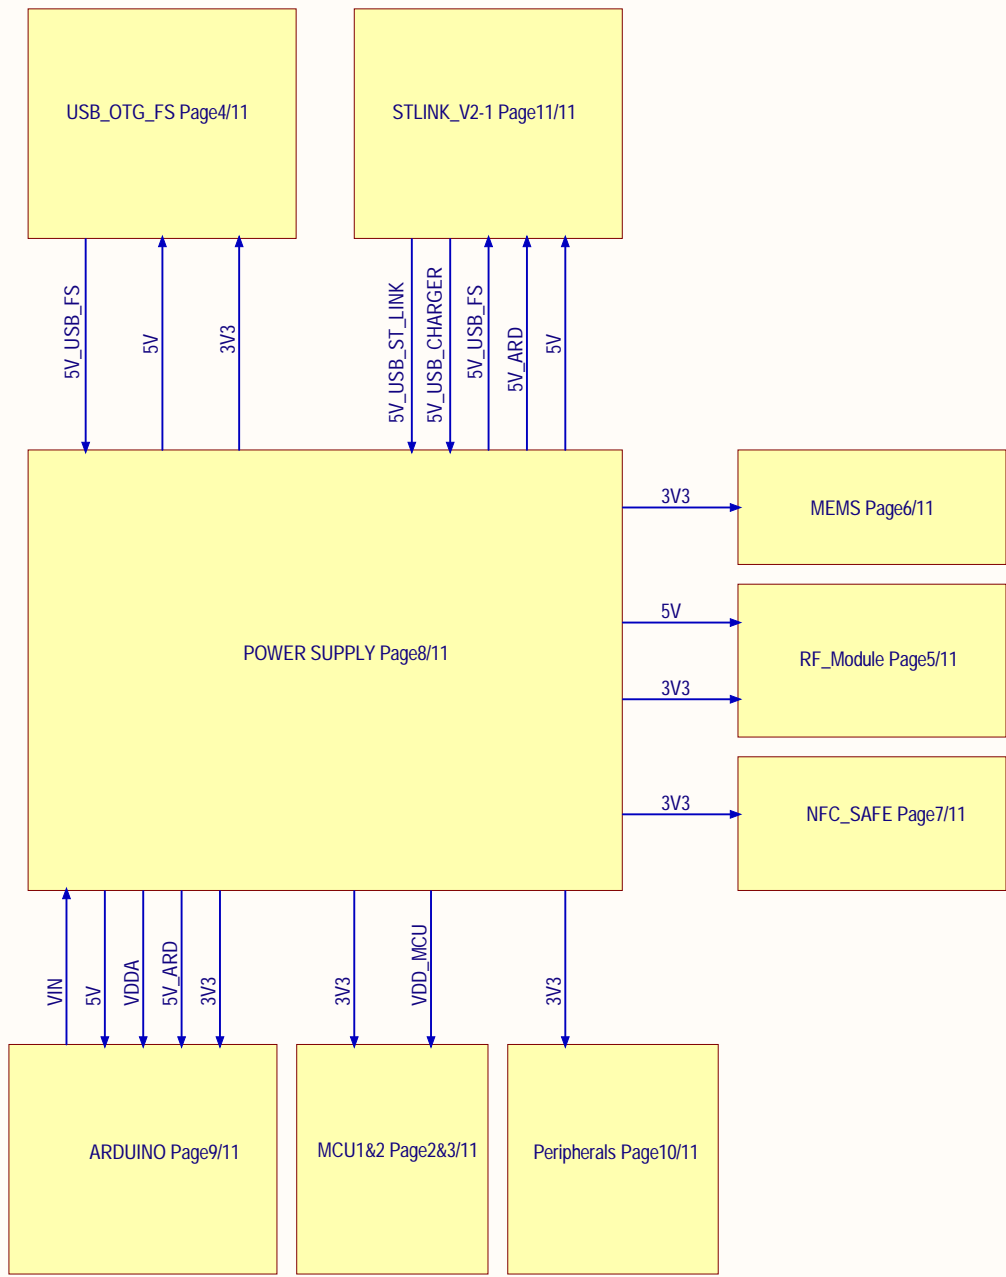 USB_OTG_FS Page4/11
STLINK_V2-1 Page11/11
5V_USB_FS
5V
3V3
5V_USB_ST_LINK
5V_USB_CHARGER
5V_USB_FS
5V_ARD
5V
3V3
MEMS Page6/11
5V
POWER SUPPLY Page8/11
RF_Module Page5/11
3V3
3V3
NFC_SAFE Page7/11
VIN
5V
VDDA
5V_ARD
3V3
3V3
VDD_MCU
3V3
ARDUINO Page9/11
MCU1&2 Page2&3/11
Peripherals Page10/11